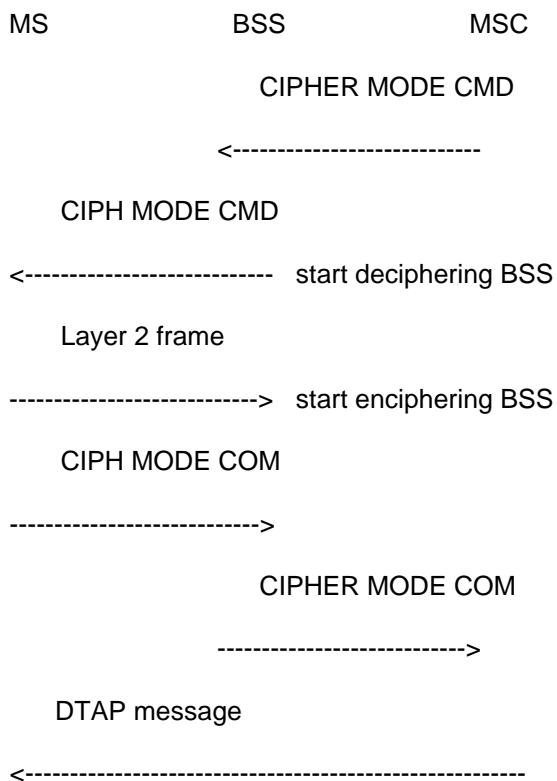 MS BSS MSC
CIPHER MODE CMD
<----------------------------
CIPH MODE CMD
<---------------------------- start deciphering BSS
Layer 2 frame
----------------------------> start enciphering BSS
CIPH MODE COM
---------------------------->
CIPHER MODE COM
---------------------------->
DTAP message
<---------------------------------------------------------